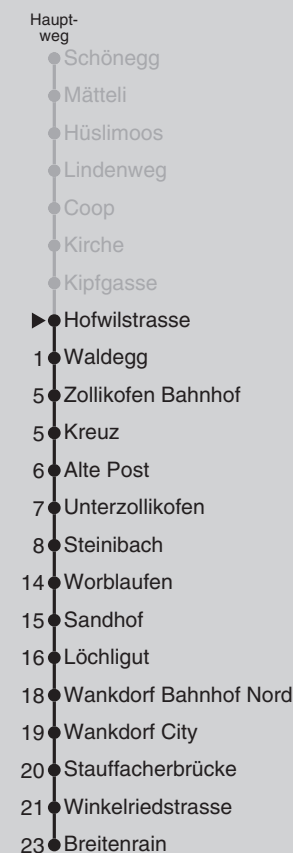 Haupt-
weg
Schönegg
Mätteli
Hüslimoos
Lindenweg
Coop
Kirche
Kipfgasse
Hofwilstrasse
1 Waldegg
5 Zollikofen Bahnhof
5 Kreuz
6 Alte Post
7 Unterzollikofen
8 Steinibach
14 Worblaufen
15 Sandhof
16 Löchligut
18 Wankdorf Bahnhof Nord
19 Wankdorf City
20 Stauffacherbrücke
21 Winkelriedstrasse
23 Breitenrain